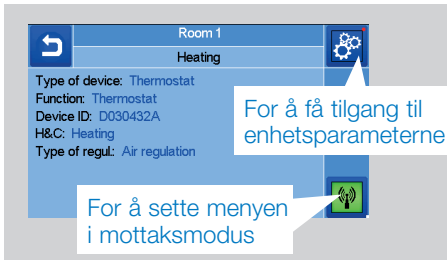 Room 1
Heating
Type of device: Thermostat
Function: Thermostat
Device ID: D030432A
H&C: Heating
Type of regul.: Air regulation
For å få tilgang til
enhetsparameterne
For å sette menyen
i mottaksmodus